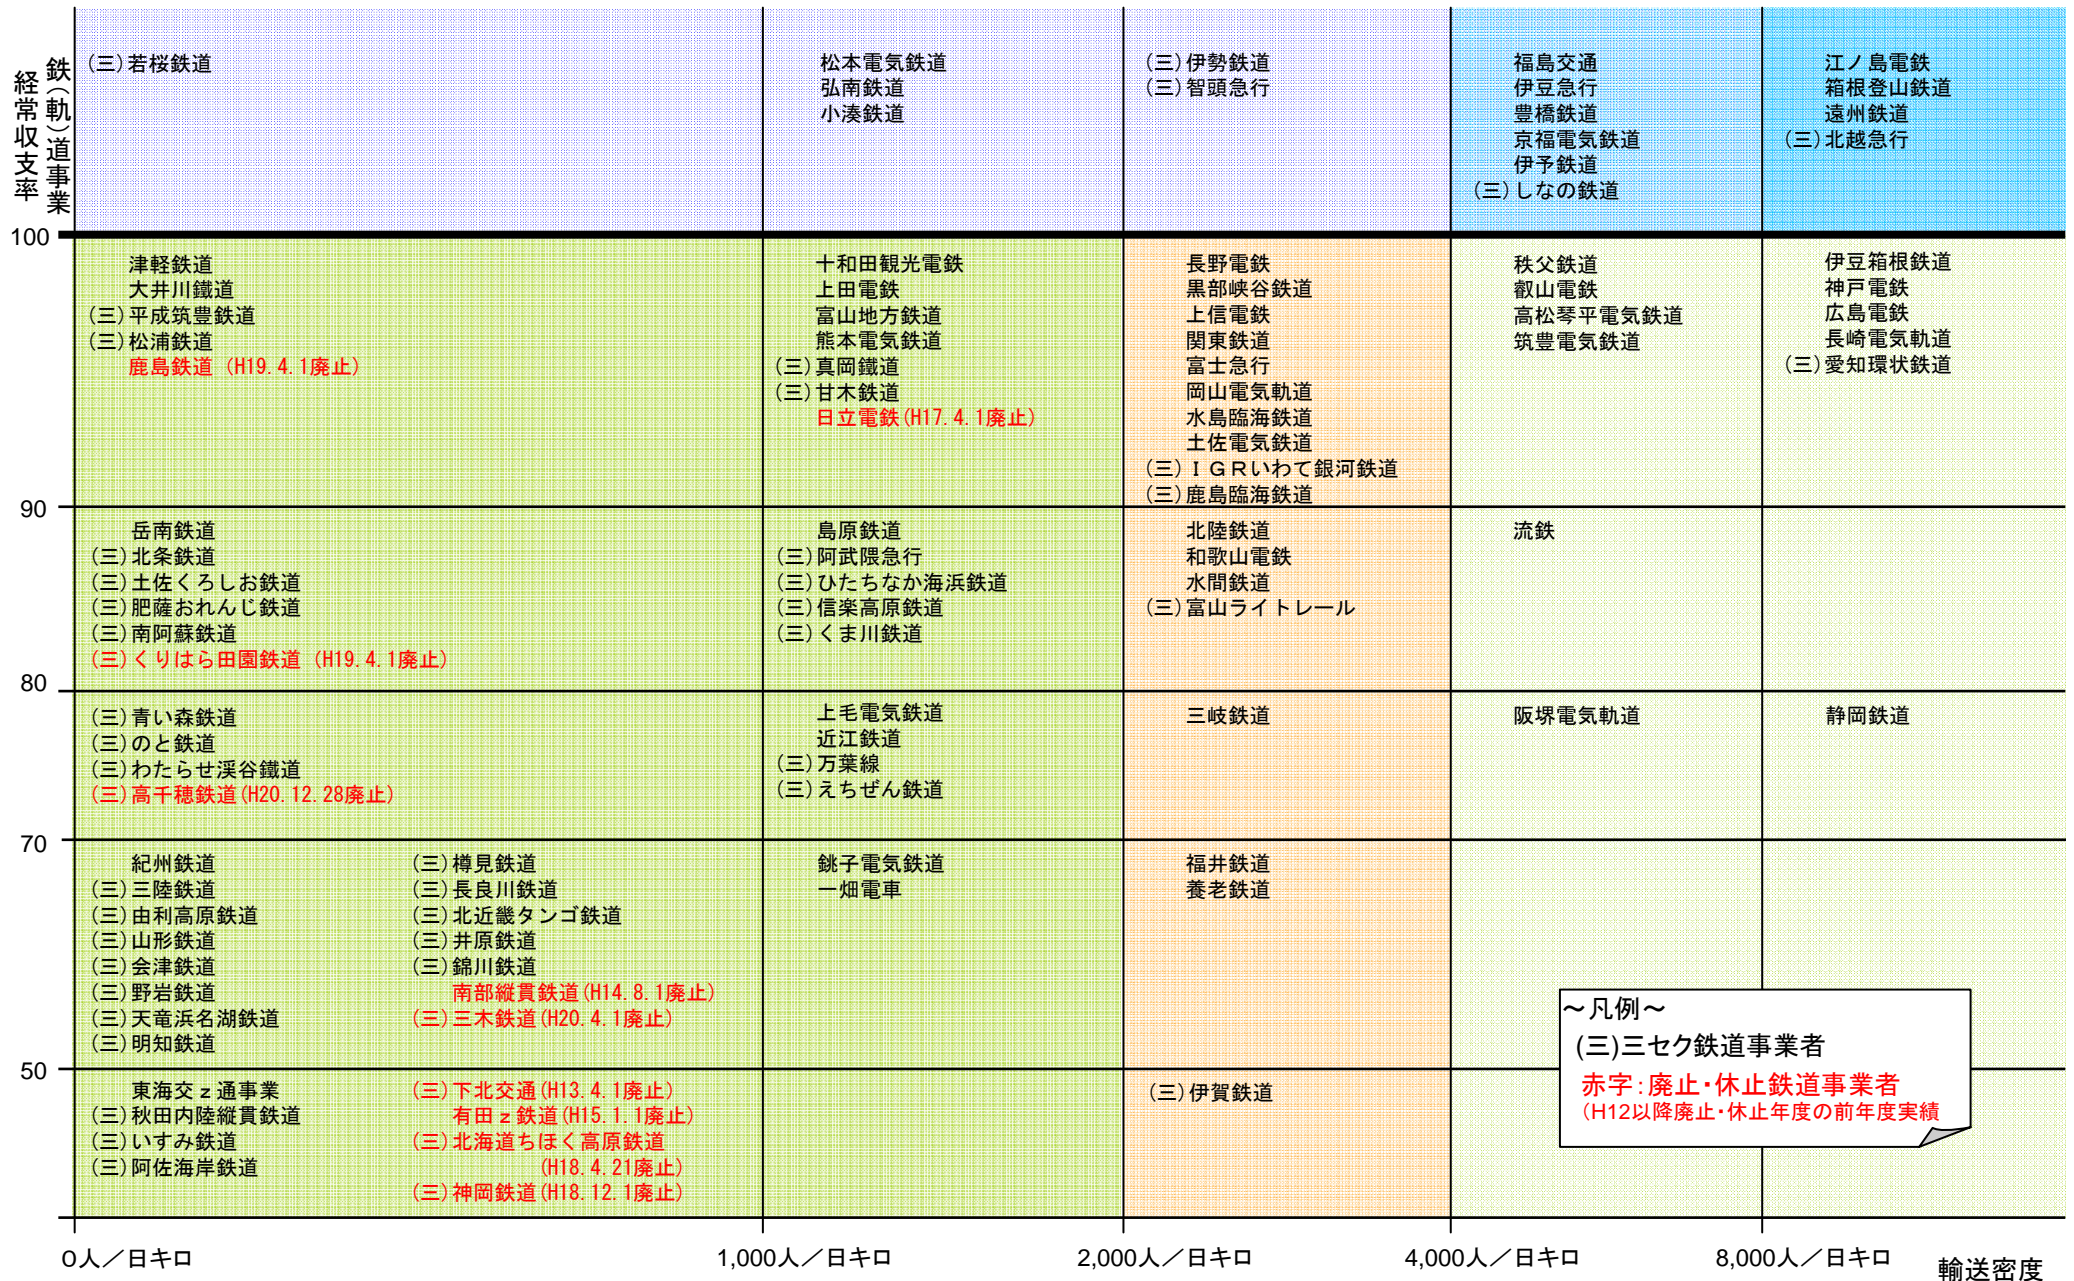 鉄(軌)道事業
経常収支率
(三)若桜鉄道
松本電気鉄道
弘南鉄道
小湊鉄道
(三)伊勢鉄道
(三)智頭急行
福島交通
伊豆急行
豊橋鉄道
京福電気鉄道
伊予鉄道
(三)しなの鉄道
江ノ島電鉄
箱根登山鉄道
遠州鉄道
(三)北越急行
100
津軽鉄道
大井川鐵道
(三)平成筑豊鉄道
(三)松浦鉄道
鹿島鉄道 (H19.4.1廃止)
十和田観光電鉄
上田電鉄
富山地方鉄道
熊本電気鉄道
(三)真岡鐵道
(三)甘木鉄道
日立電鉄(H17.4.1廃止)
長野電鉄
黒部峡谷鉄道
上信電鉄
関東鉄道
富士急行
岡山電気軌道
水島臨海鉄道
土佐電気鉄道
(三)IGRいわて銀河鉄道
(三)鹿島臨海鉄道
秩父鉄道
叡山電鉄
高松琴平電気鉄道
筑豊電気鉄道
伊豆箱根鉄道
神戸電鉄
広島電鉄
長崎電気軌道
(三)愛知環状鉄道
90
岳南鉄道
(三)北条鉄道
(三)土佐くろしお鉄道
(三)肥薩おれんじ鉄道
(三)南阿蘇鉄道
(三)くりはら田園鉄道 (H19.4.1廃止)
島原鉄道
(三)阿武隈急行
(三)ひたちなか海浜鉄道
(三)信楽高原鉄道
(三)くま川鉄道
北陸鉄道
和歌山電鉄
水間鉄道
(三)富山ライトレール
流鉄
80
(三)青い森鉄道
(三)のと鉄道
(三)わたらせ渓谷鐵道
(三)高千穂鉄道(H20.12.28廃止)
上毛電気鉄道
近江鉄道
(三)万葉線
(三)えちぜん鉄道
三岐鉄道
阪堺電気軌道
静岡鉄道
70
紀州鉄道
(三)三陸鉄道
(三)由利高原鉄道
(三)山形鉄道
(三)会津鉄道
(三)野岩鉄道
(三)天竜浜名湖鉄道
(三)明知鉄道
(三)樽見鉄道
(三)長良川鉄道
(三)北近畿タンゴ鉄道
(三)井原鉄道
(三)錦川鉄道
南部縦貫鉄道(H14.8.1廃止)
(三)三木鉄道(H20.4.1廃止)
銚子電気鉄道
一畑電車
福井鉄道
養老鉄道
50
東海交z通事業
(三)秋田内陸縦貫鉄道
(三)いすみ鉄道
(三)阿佐海岸鉄道
(三)下北交通(H13.4.1廃止)
有田z鉄道(H15.1.1廃止)
(三)北海道ちほく高原鉄道
(H18.4.21廃止)
(三)神岡鉄道(H18.12.1廃止)
(三)伊賀鉄道
～凡例～
(三)三セク鉄道事業者
赤字:廃止・休止鉄道事業者
(H12以降廃止・休止年度の前年度実績
0人／日キロ
1,000人／日キロ
2,000人／日キロ
4,000人／日キロ
8,000人／日キロ
輸送密度